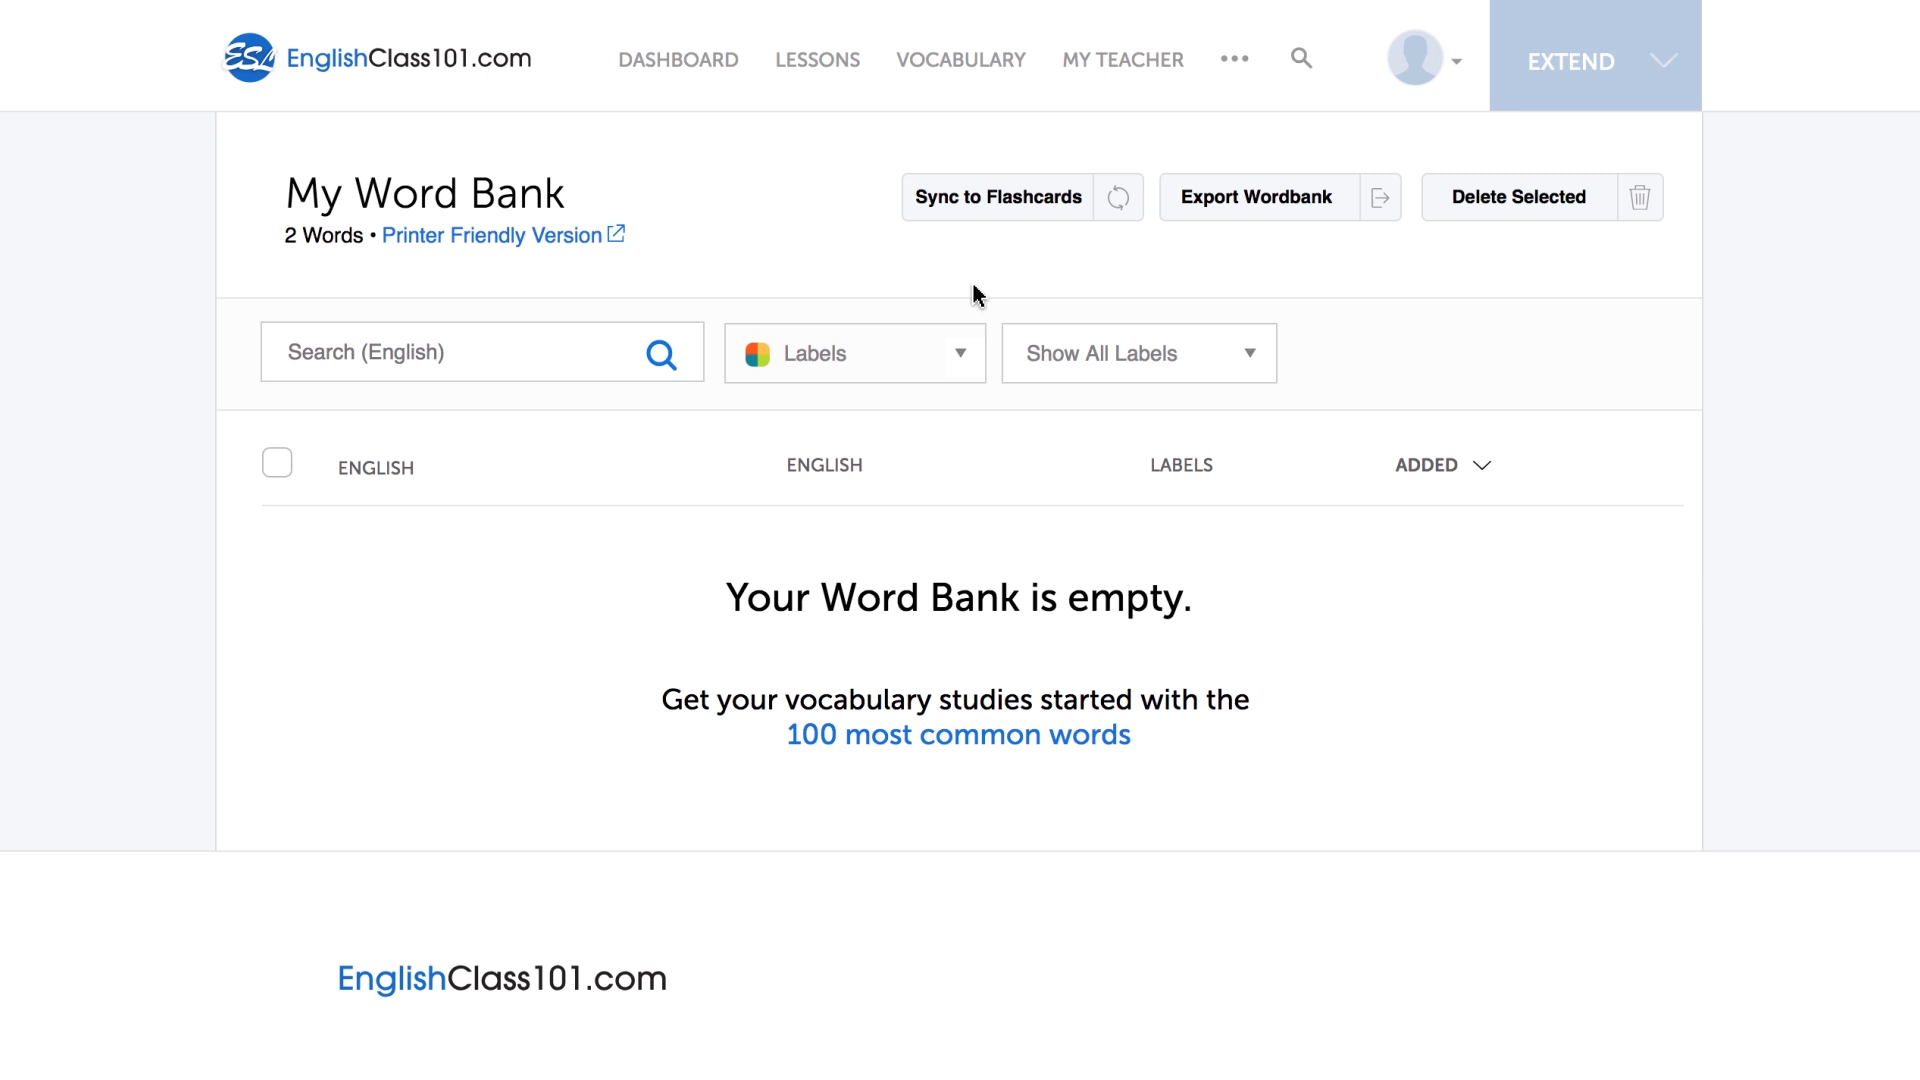 ESL EnglishClass101.com
DASHBOARD LESSONS VOCABULARY MY TEACHER ••• EXTEND
My Word Bank
2 Words • Printer Friendly Version
Sync to Flashcards
Export Wordbank
Delete Selected
Search (English)
Labels
Show All Labels
ENGLISH ENGLISH LABELS ADDED
Your Word Bank is empty.
Get your vocabulary studies started with the
100 most common words
EnglishClass101.com